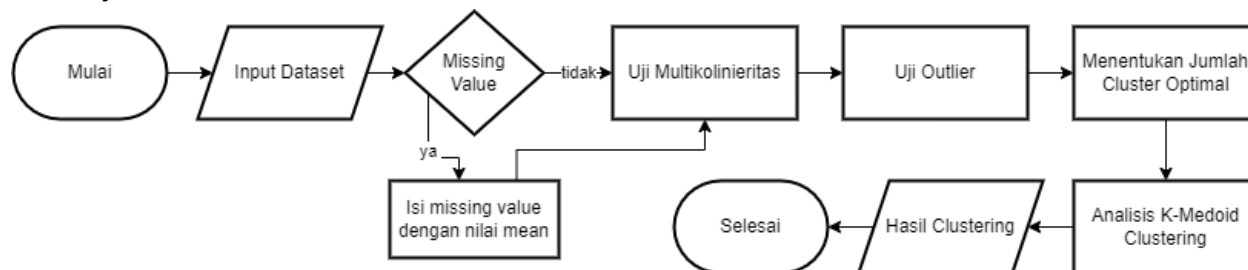 Mulai
Input Dataset
Missing
Value
tidak
Uji Multikolinieritas
Uji Outlier
Menentukan Jumlah
Cluster Optimal
ya
Isi missing value
dengan nilai mean
Selesai
Hasil Clustering
Analisis K-Medoid
Clustering